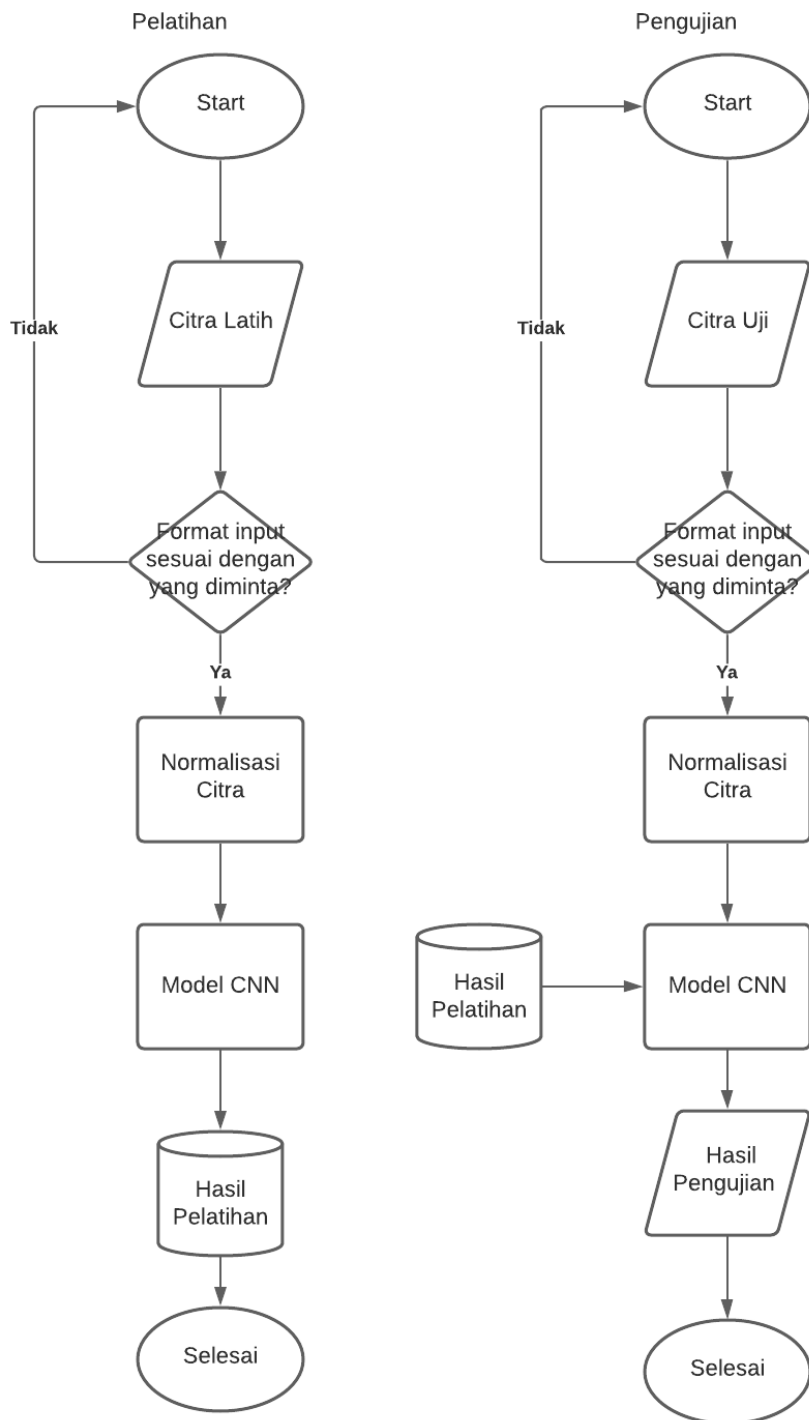 Pelatihan
Start
Citra Latih
Tidak
Format input
sesuai dengan
yang diminta?
Ya
Normalisasi
Citra
Model CNN
Hasil
Pelatihan
Selesai
Pengujian
Start
Citra Uji
Tidak
Format input
sesuai dengan
yang diminta?
Ya
Normalisasi
Citra
Hasil
Pelatihan
Model CNN
Hasil
Pengujian
Selesai